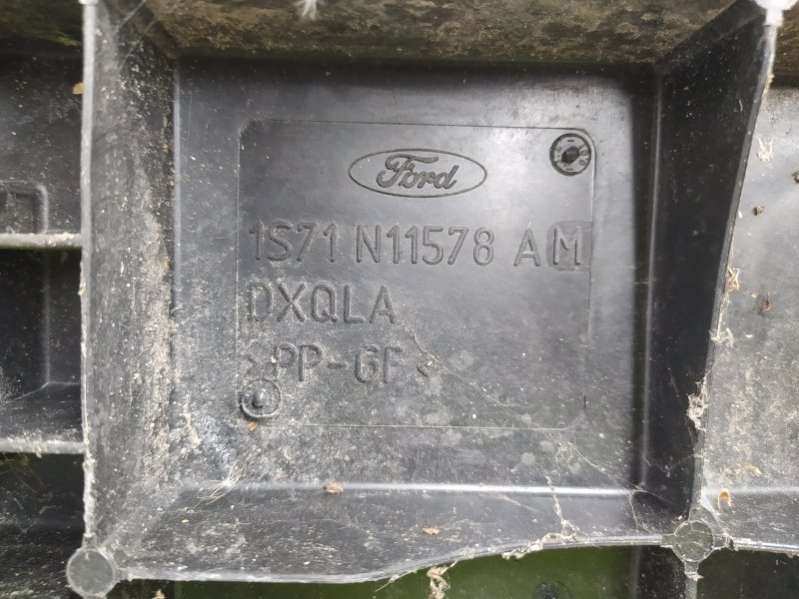 Ford
1S71 N11578 AM
DXQLA
>PP-GF<